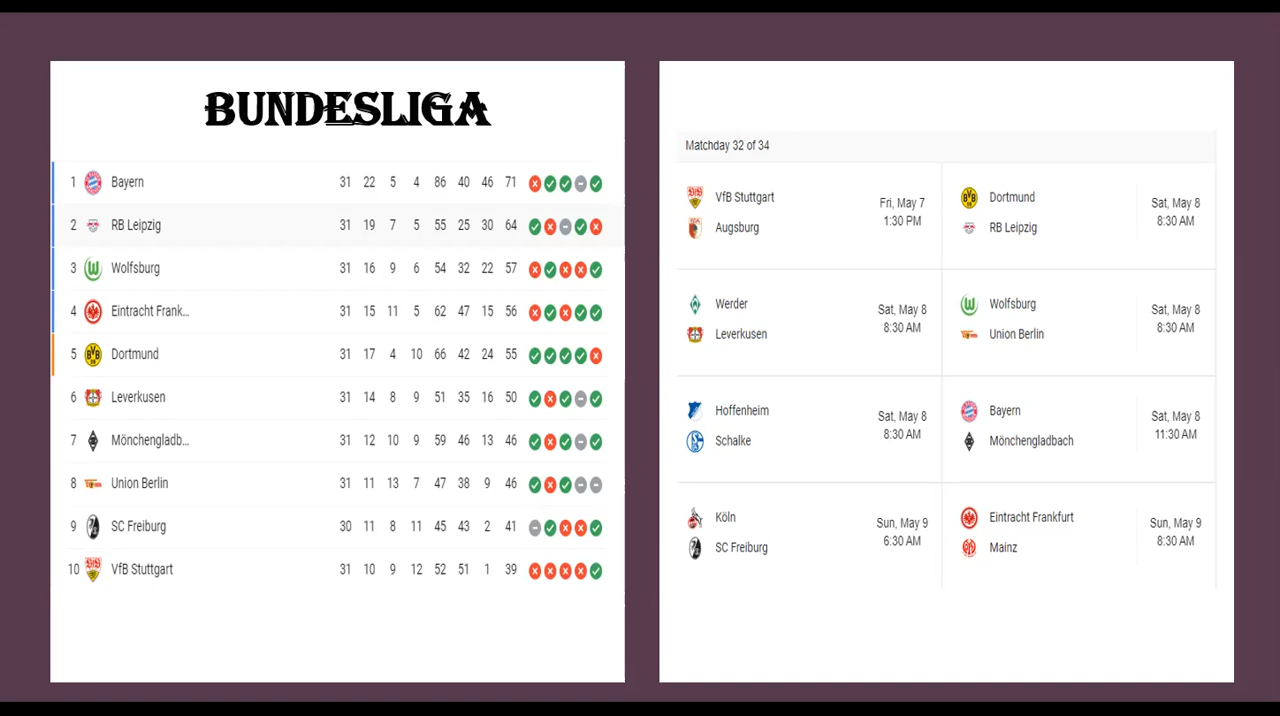 BUNDESLIGA
1 Bayern 31 22 5 4 86 40 46 71
2 RB Leipzig 31 19 7 5 55 25 30 64
3 Wolfsburg 31 16 9 6 54 32 22 57
4 Eintracht Frank... 31 15 11 5 62 47 15 56
5 Dortmund 31 17 4 10 66 42 24 55
6 Leverkusen 31 14 8 9 51 35 16 50
7 Mönchengladb... 31 12 10 9 59 46 13 46
8 Union Berlin 31 11 13 7 47 38 9 46
9 SC Freiburg 30 11 8 11 45 43 2 41
10 VfB Stuttgart 31 10 9 12 52 51 1 39
Matchday 32 of 34
VfB Stuttgart
Augsburg
Fri, May 7
1:30 PM
Dortmund
RB Leipzig
Sat, May 8
8:30 AM
Werder
Leverkusen
Sat, May 8
8:30 AM
Wolfsburg
Union Berlin
Sat, May 8
8:30 AM
Hoffenheim
Schalke
Sat, May 8
8:30 AM
Bayern
Mönchengladbach
Sat, May 8
11:30 AM
Köln
SC Freiburg
Sun, May 9
6:30 AM
Eintracht Frankfurt
Mainz
Sun, May 9
8:30 AM